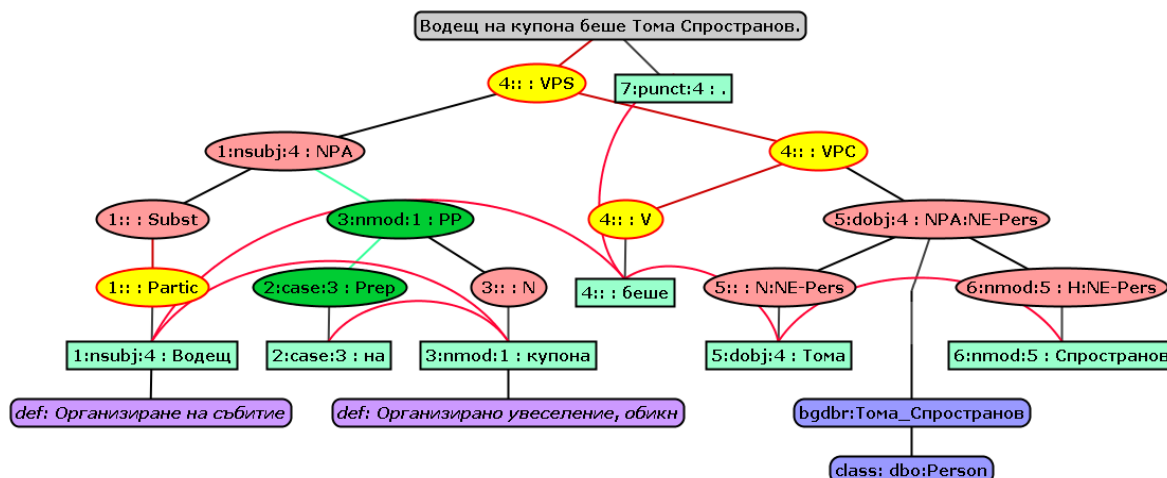 Водещ на купона беше Тома Спространов.
4:: : VPS
7:punct:4 : .
1:nsubj:4 : NPA
4:: : VPC
1:: : Subst
3:nmod:1 : PP
4:: : V
5:dobj:4 : NPA:NE-Pers
1:: : Partic
2:case:3 : Prep
3:: : N
4:: : беше
5:: : N:NE-Pers
6:nmod:5 : H:NE-Pers
1:nsubj:4 : Водещ
2:case:3 : на
3:nmod:1 : купона
5:dobj:4 : Тома
6:nmod:5 : Спространов
def: Организиране на събитие
def: Организирано увеселение, обикн
bgdbr:Тома_Спространов
class: dbo:Person